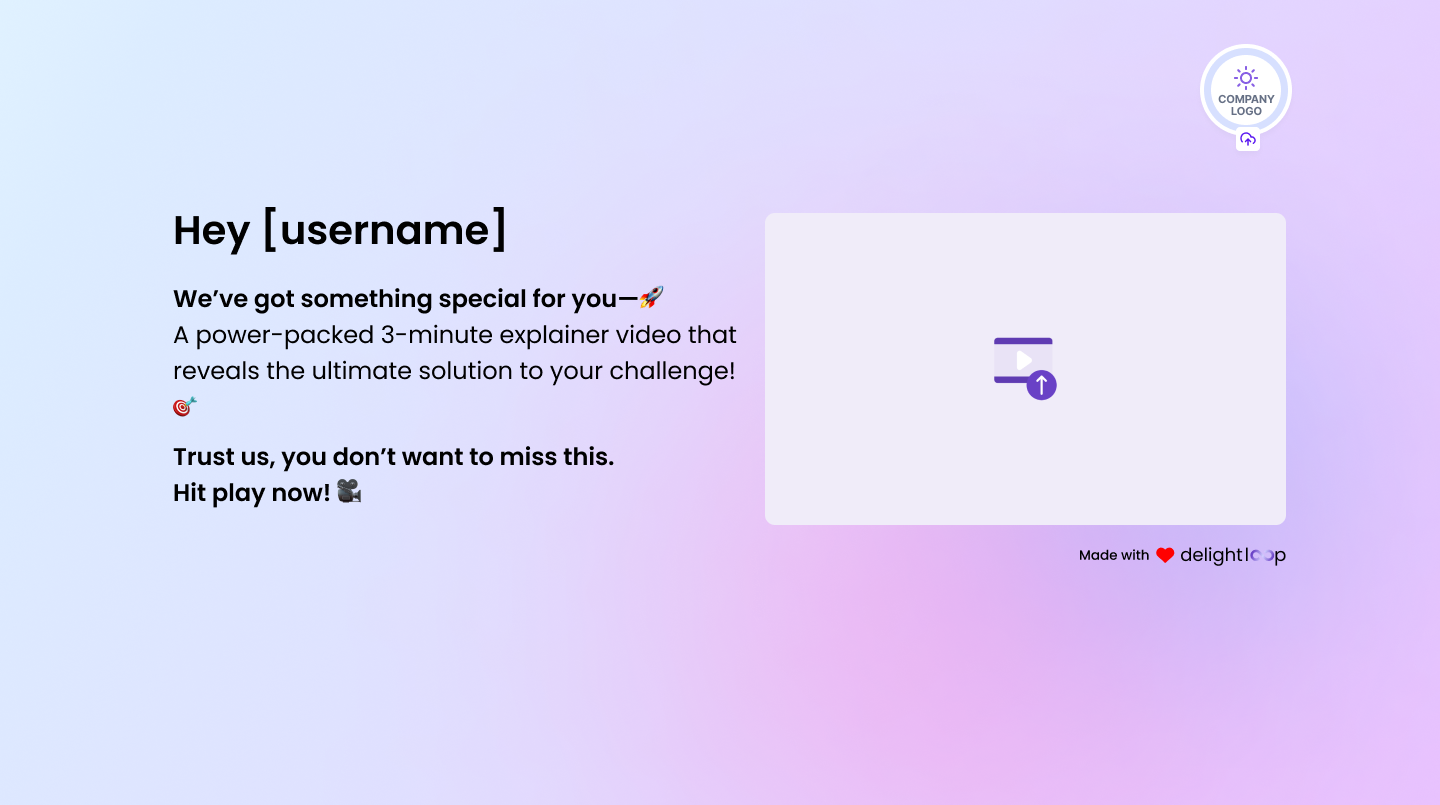 COMPANY
LOGO
Hey [username]
We’ve got something special for you—🚀
A power-packed 3-minute explainer video that
reveals the ultimate solution to your challenge!
🎯
Trust us, you don’t want to miss this.
Hit play now! 🎥
Made with ❤️ delightloop